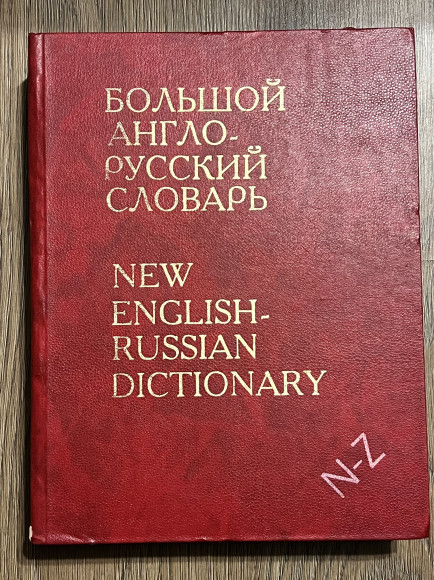 БОЛЬШОЙ
АНГЛО-
РУССКИЙ
СЛОВАРЬ
NEW
ENGLISH-
RUSSIAN
DICTIONARY
N-Z